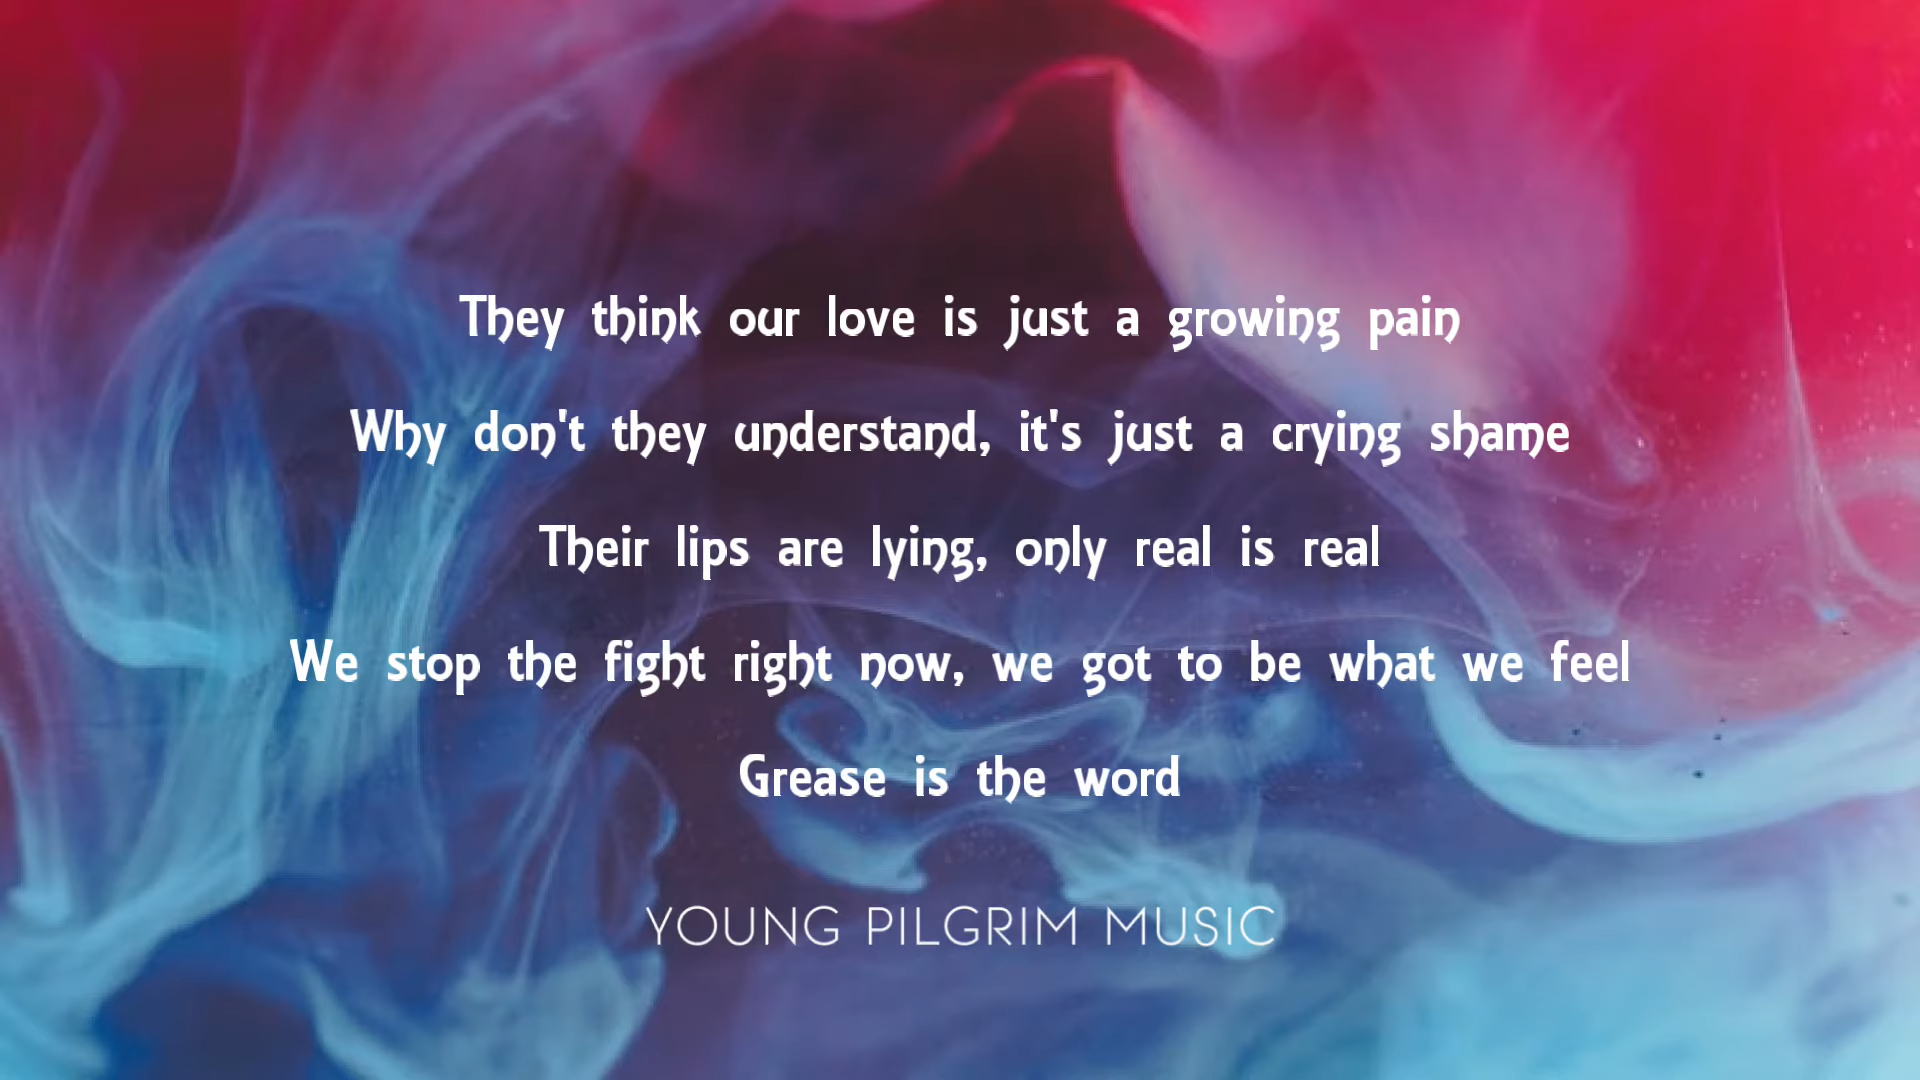 They think our love is just a growing pain
Why don't they understand, it's just a crying shame
Their lips are lying, only real is real
We stop the fight right now, we got to be what we feel
Grease is the word
YOUNG PILGRIM MUSIC